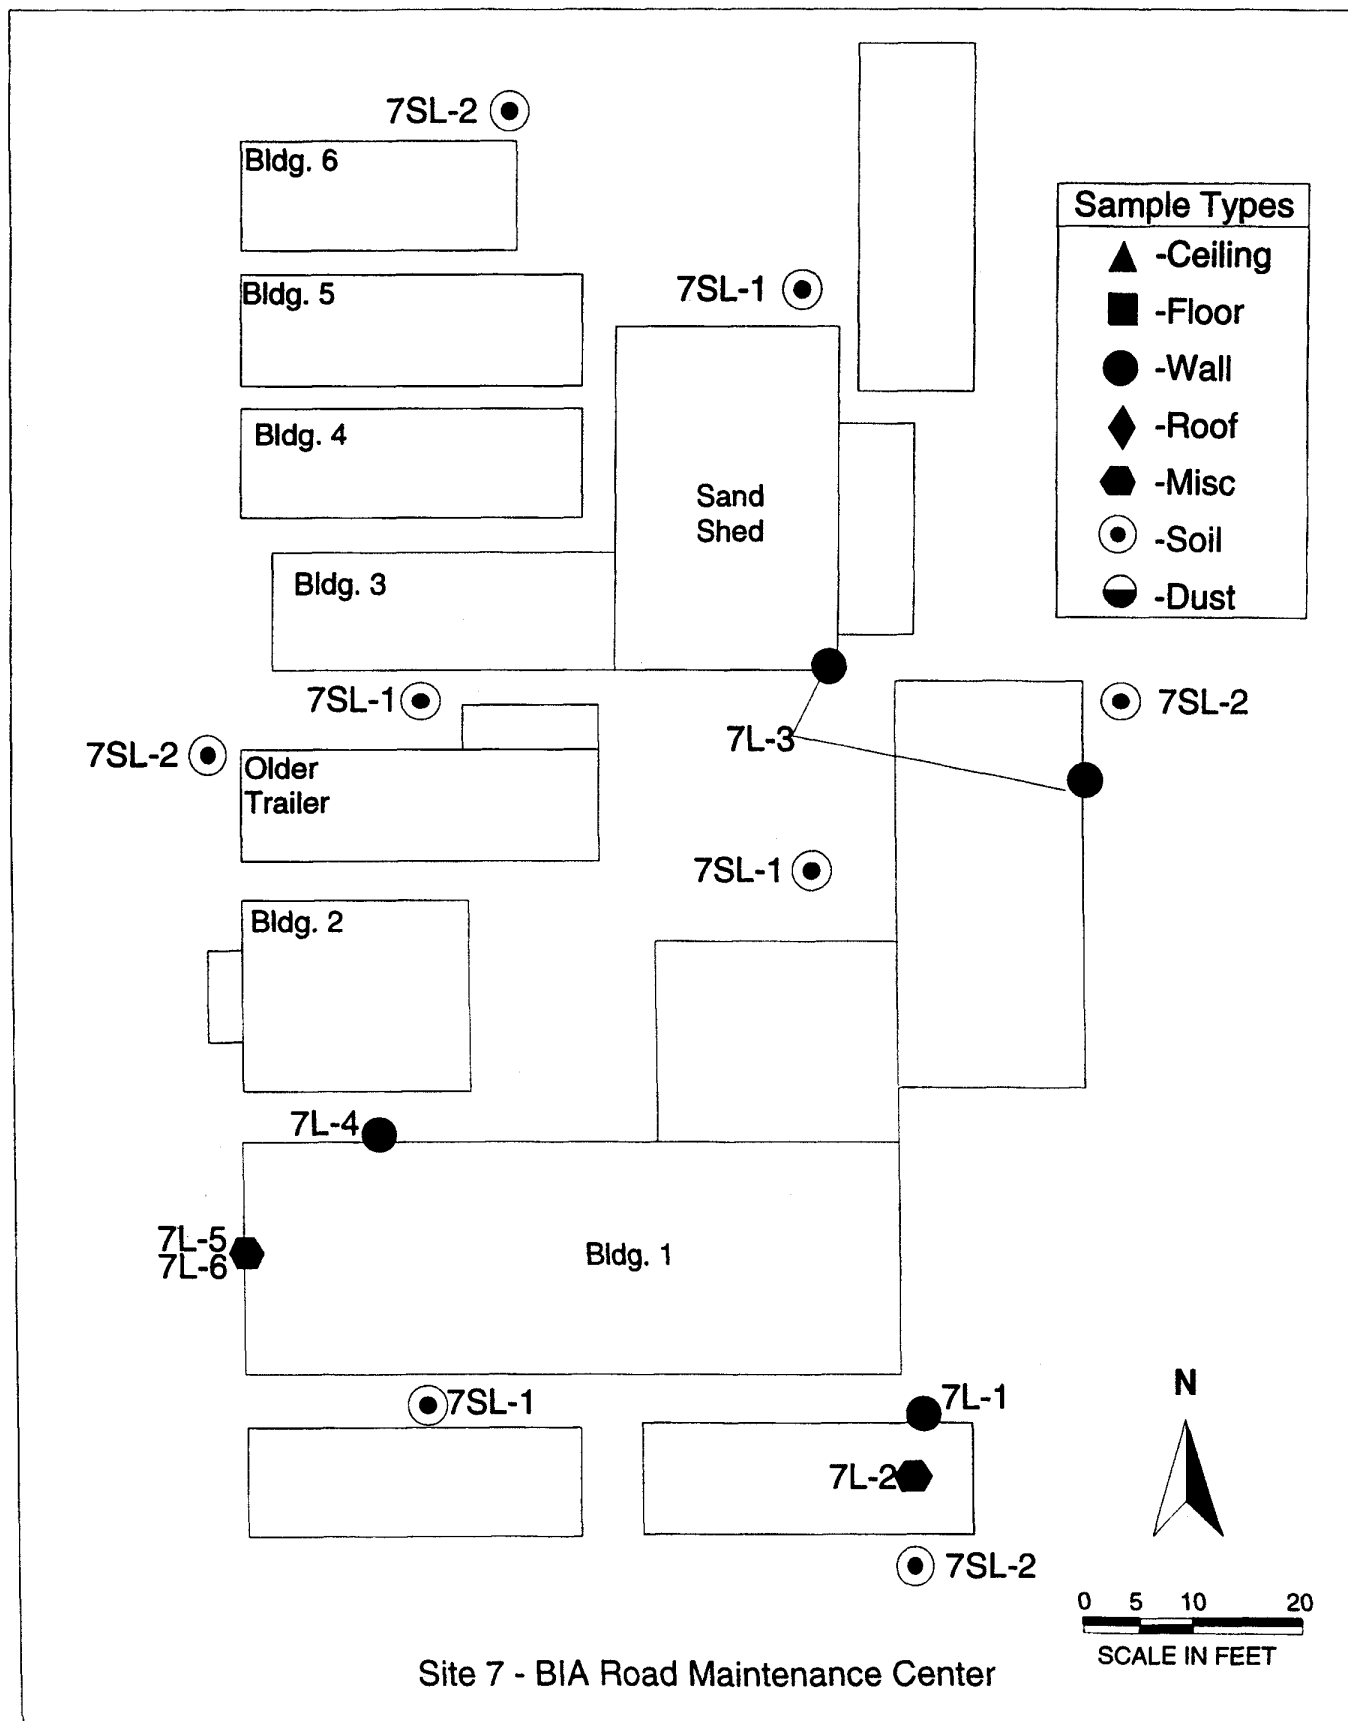 7SL-2
Bldg. 6
Sample Types
-Ceiling
-Floor
-Wall
-Roof
-Misc
-Soil
-Dust
7SL-1
Bldg. 5
Bldg. 4
Sand
Shed
Bldg. 3
7SL-1
7SL-2
7SL-2
7L-3
Older
Trailer
7SL-1
Bldg. 2
7L-4
7L-5
7L-6
Bldg. 1
7SL-1
7L-1
N
7L-2
7SL-2
0 5 10 20
SCALE IN FEET
Site 7 - BIA Road Maintenance Center